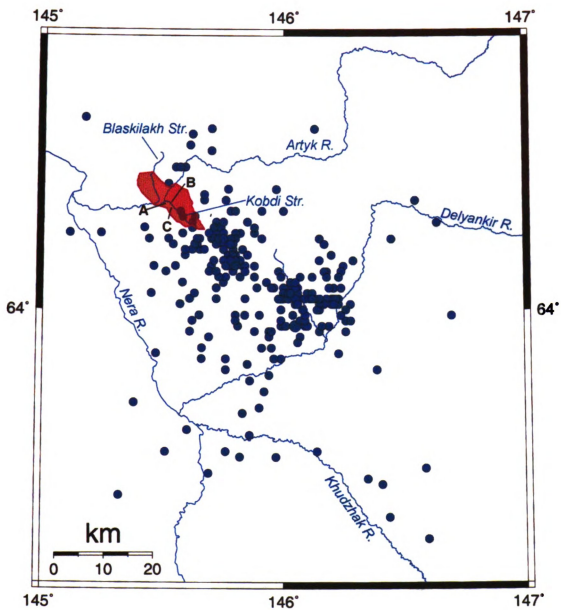 145°
146°
147°
Blaskilakh Str.
Artyk R.
B
Kobdi Str.
A
C
Delyankir R.
Nera R.
64°
64°
Khudzhak R.
km
0 10 20
145°
146°
147°